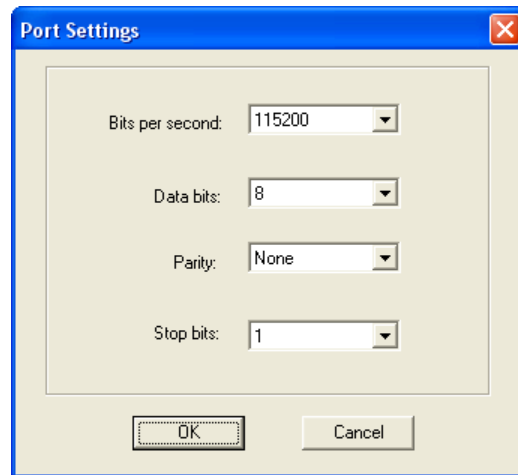 Port Settings
Bits per second: 115200
Data bits: 8
Parity: None
Stop bits: 1
OK Cancel